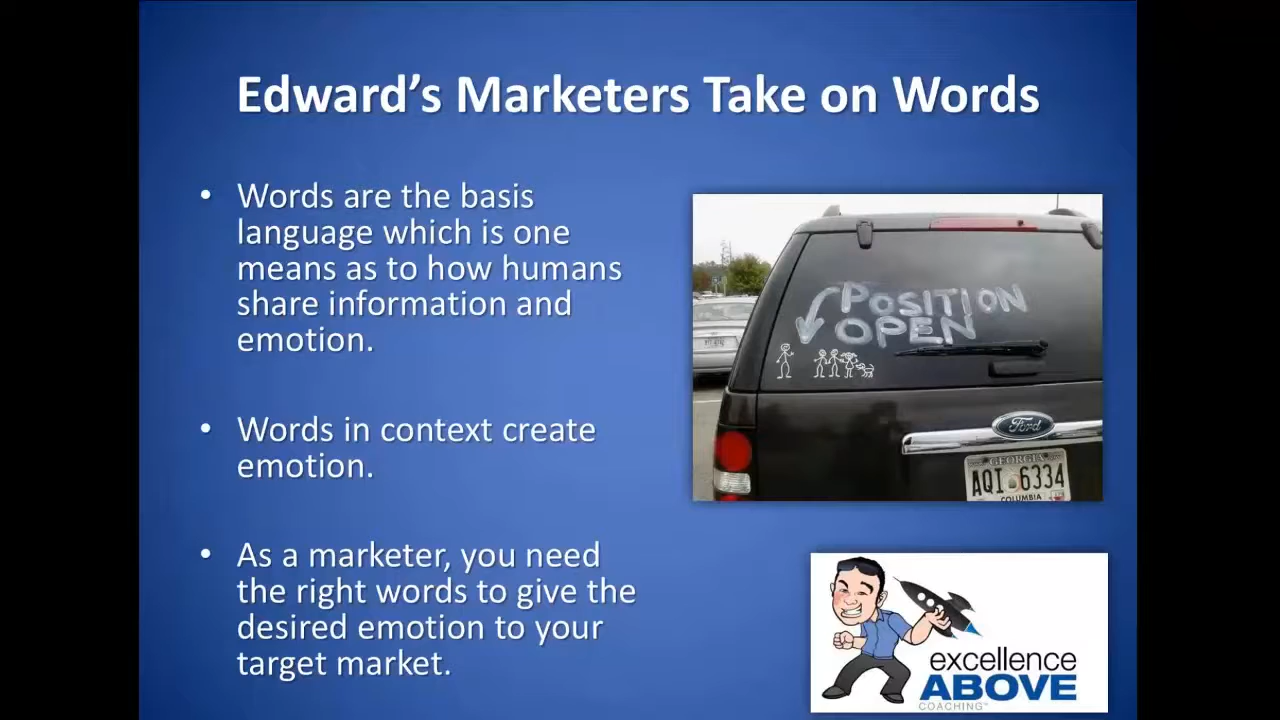 Edward’s Marketers Take on Words
• Words are the basis
language which is one
means as to how humans
share information and
emotion.
• Words in context create
emotion.
• As a marketer, you need
the right words to give the
desired emotion to your
target market.
POSITION
OPEN
Ford
GEORGIA
AQI 6334
COLUMBIA
excellence
ABOVE
COACHING™